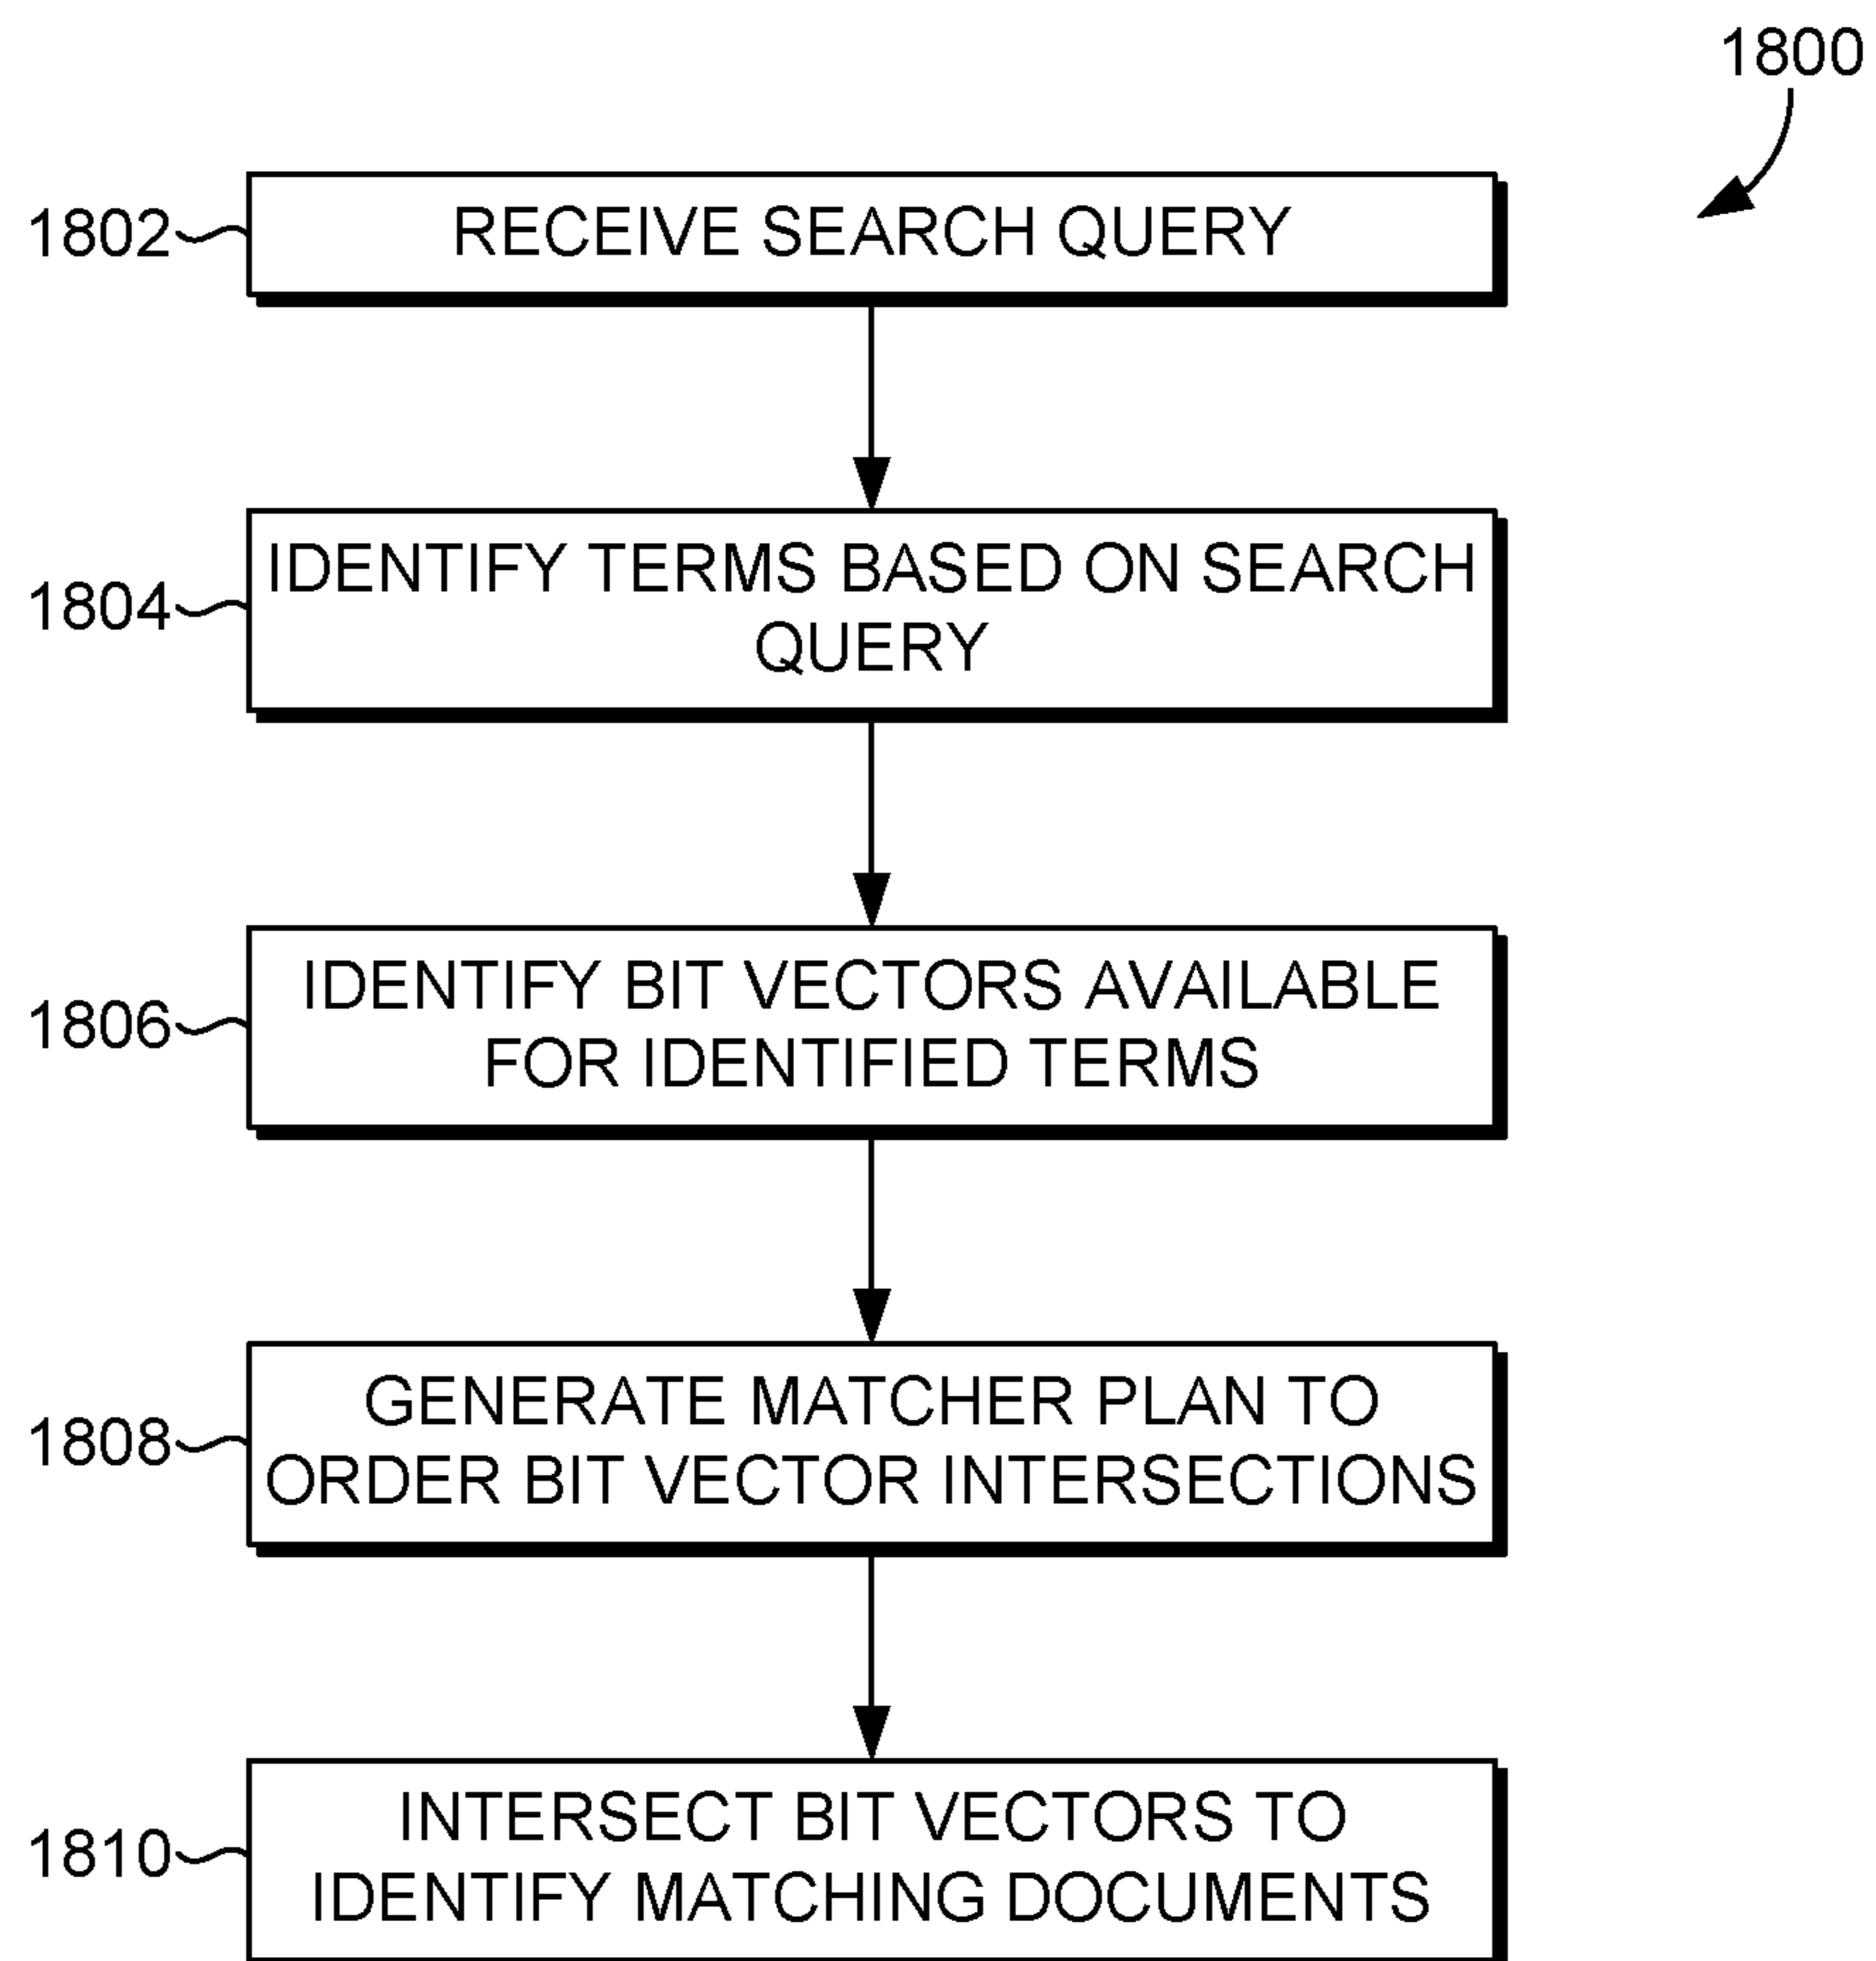 1800
1802
RECEIVE SEARCH QUERY
1804
IDENTIFY TERMS BASED ON SEARCH
QUERY
1806
IDENTIFY BIT VECTORS AVAILABLE
FOR IDENTIFIED TERMS
1808
GENERATE MATCHER PLAN TO
ORDER BIT VECTOR INTERSECTIONS
1810
INTERSECT BIT VECTORS TO
IDENTIFY MATCHING DOCUMENTS